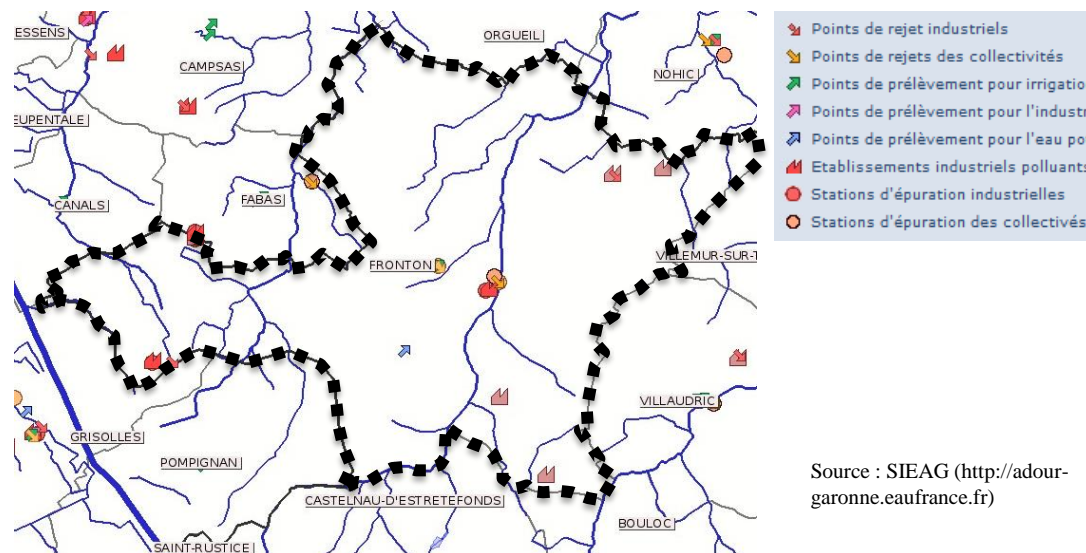 ESSENS
ORGUEIL
CAMPSAS
NOHIC
EUPENTALE
CANALS
FABAS
FRONTON
VILLEMUR-SUR-T
VILLAUDRIC
GRISOLLES
POMPIGNAN
CASTELNAU-D'ESTRETEFONDS
BOULOC
SAINT-RUSTICE
Points de rejet industriels
Points de rejets des collectivités
Points de prélèvement pour irrigation
Points de prélèvement pour l'industr
Points de prélèvement pour l'eau po
Etablissements industriels polluants
Stations d'épuration industrielles
Stations d'épuration des collectivés
Source : SIEAG (http://adour-
garonne.eaufrance.fr)